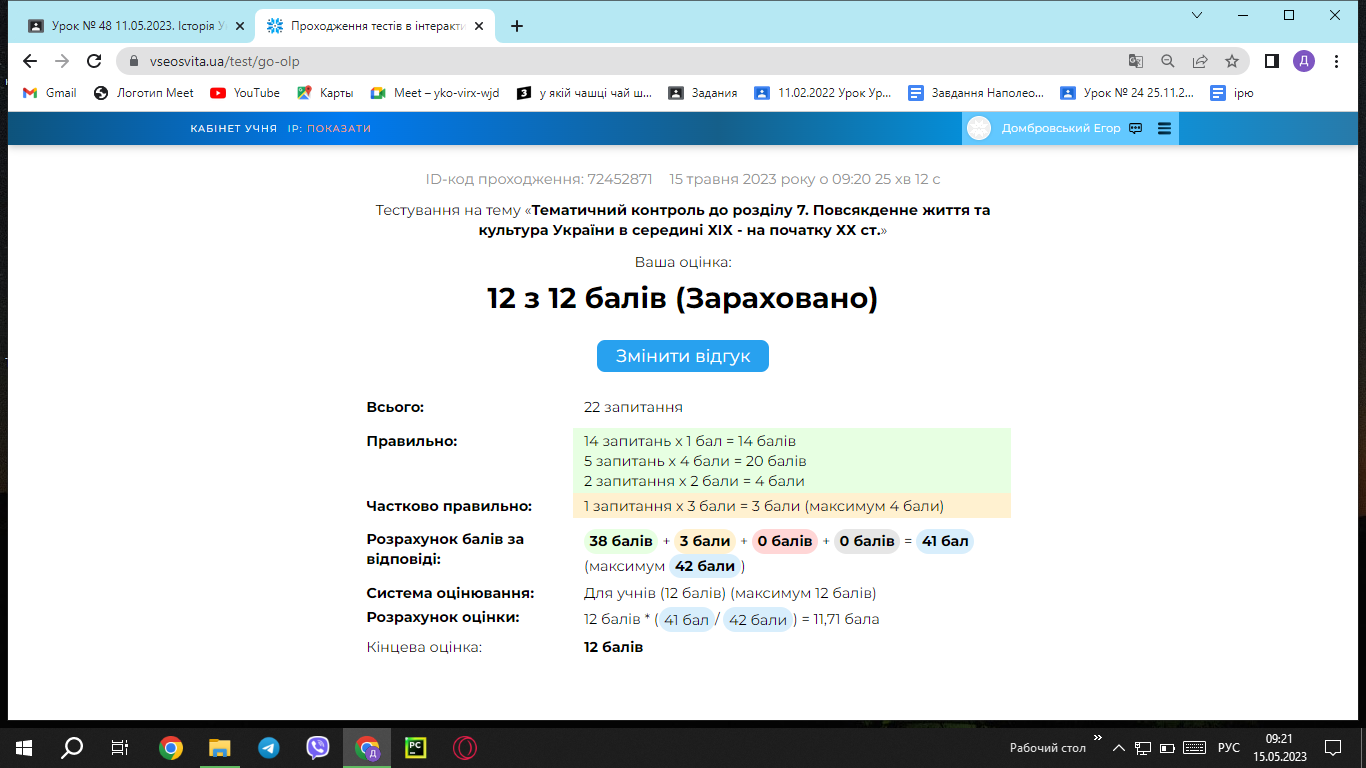 Урок № 48 11.05.2023. Історія У
Проходження тестів в інтеракти
vseosvita.ua/test/go-olp
Д
Gmail
Логотип Meet
YouTube
Карты
Meet – yko-virx-wjd
у якій чашці чай ш...
Задания
11.02.2022 Урок Ур...
Завдання Наполео...
Урок № 24 25.11.2...
ірю
КАБІНЕТ УЧНЯ IP: ПОКАЗАТИ
Домбровський Егор
ID-код проходження: 72452871 15 травня 2023 року о 09:20 25 хв 12 с
Тестування на тему «Тематичний контроль до розділу 7. Повсякденне життя та
культура України в середині ХІХ - на початку ХХ ст.»
Ваша оцінка:
12 з 12 балів (Зараховано)
Змінити відгук
Всього: 22 запитання
Правильно: 14 запитань x 1 бал = 14 балів
5 запитань x 4 бали = 20 балів
2 запитання x 2 бали = 4 бали
Частково правильно: 1 запитання x 3 бали = 3 бали (максимум 4 бали)
Розрахунок балів за відповіді: 38 балів + 3 бали + 0 балів + 0 балів = 41 бал
(максимум 42 бали)
Система оцінювання: Для учнів (12 балів) (максимум 12 балів)
Розрахунок оцінки: 12 балів * (41 бал / 42 бали) = 11,71 бала
Кінцева оцінка: 12 балів
Рабочий стол
РУС
09:21
15.05.2023